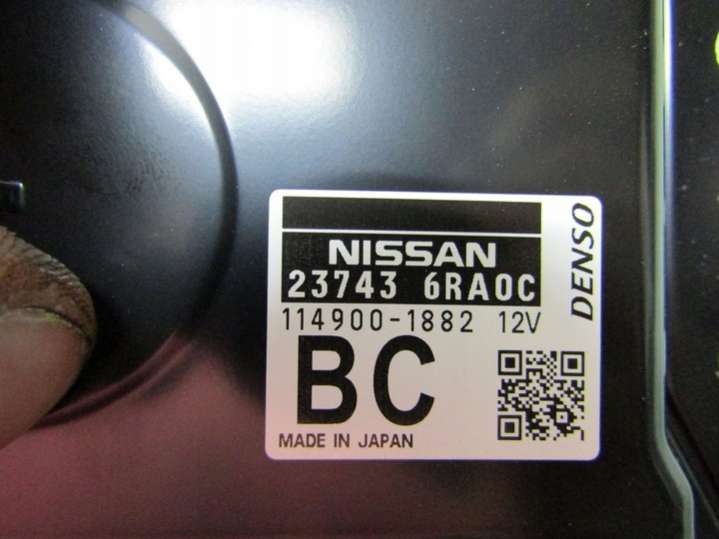 NISSAN
23743 6RA0C
114900-1882 12V
BC
MADE IN JAPAN
DENSO